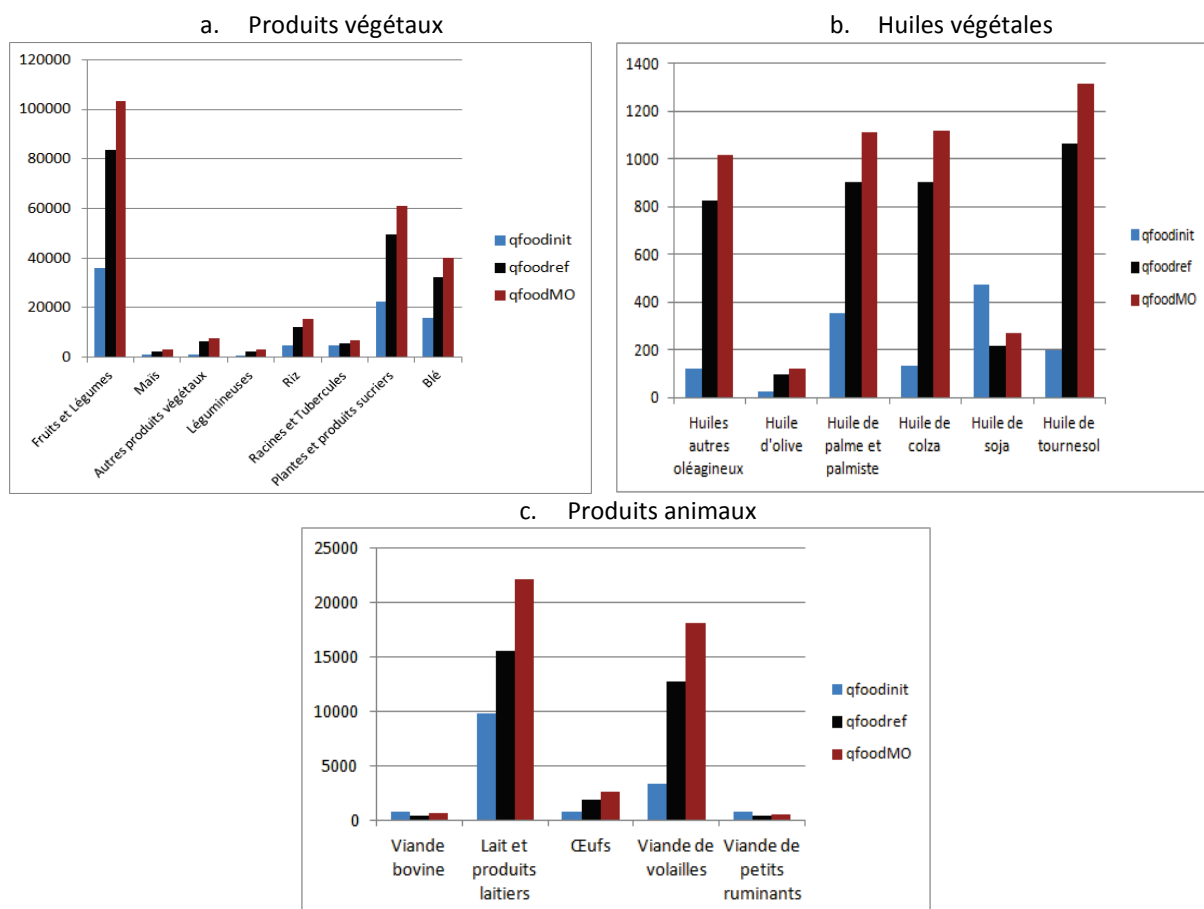 a. Produits végétaux
120000
100000
80000
60000
40000
20000
0
Fruits et Légumes
Maïs
Autres produits végétaux
Légumineuses
Riz
Racines et Tubercules
Plantes et produits sucriers
Blé
qfoodinit
qfoodref
qfoodMO
b. Huiles végétales
1400
1200
1000
800
600
400
200
0
Huiles
autres
oléagineux
Huile
d'olive
Huile de
palme et
palmiste
Huile de
colza
Huile de
soja
Huile de
tournesol
qfoodinit
qfoodref
qfoodMO
c. Produits animaux
25000
20000
15000
10000
5000
0
Viande
bovine
Lait et
produits
laitiers
Œufs
Viande de
volailles
Viande de
petits
ruminants
qfoodinit
qfoodref
qfoodMO